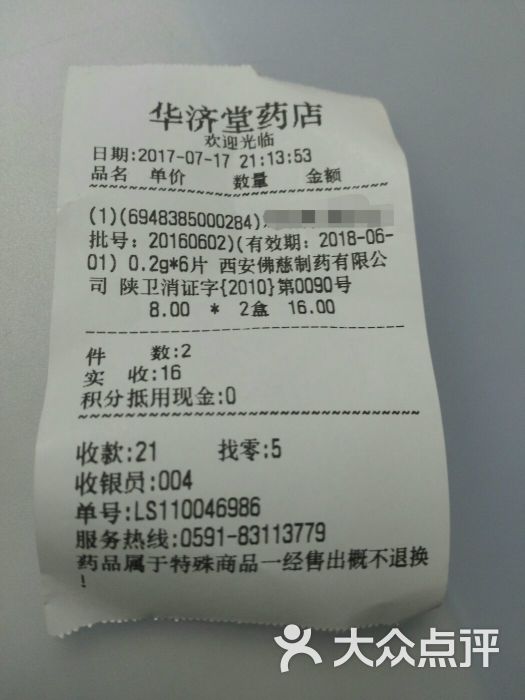 华济堂药店
欢迎光临
日期:2017-07-17 21:13:53
品名 单价 数量 金额
(1)(6948385000284)
批号: 20160602)(有效期: 2018-06-
01) 0.2g*6片 西安佛慈制药有限公
司 陕卫消证字{2010}第0090号
8.00 * 2盒 16.00
件 数:2
实 收:16
积分抵用现金:0
收款:21 找零:5
收银员:004
单号:LS110046986
服务热线:0591-83113779
药品属于特殊商品一经售出概不退换
!
大众点评